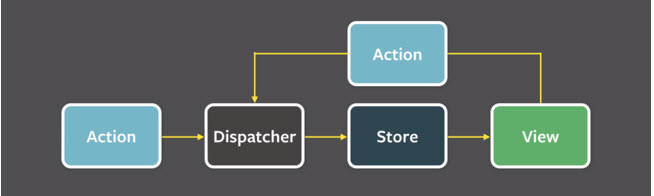 Action
Action
Dispatcher
Store
View